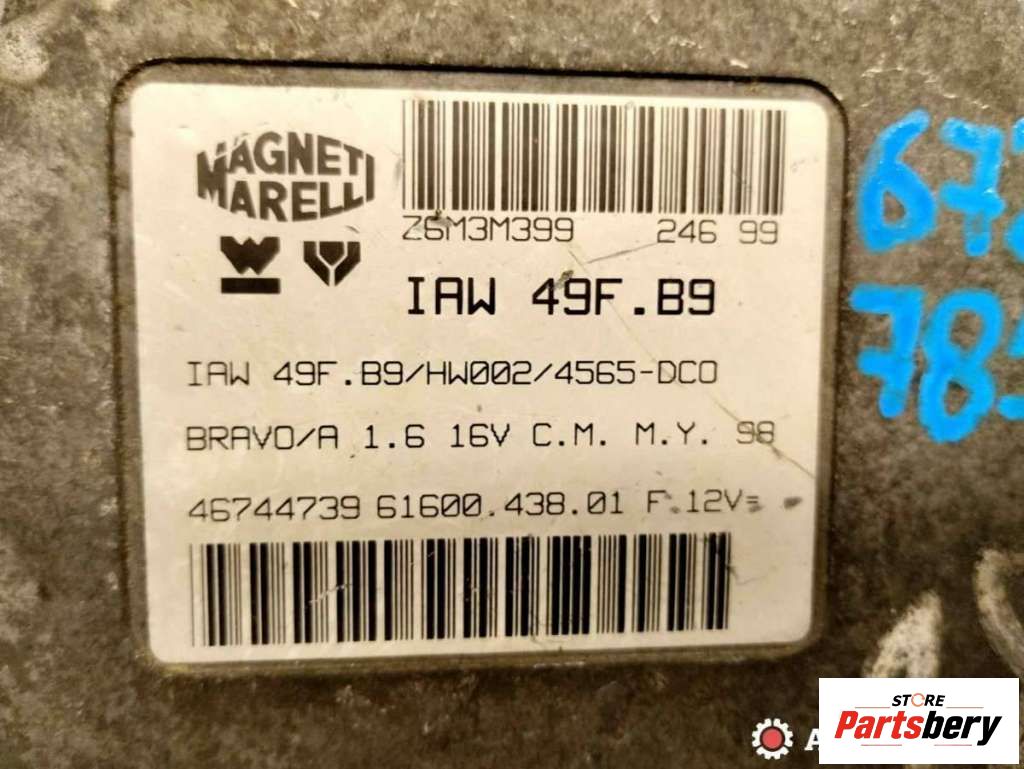 MAGNETI
MARELLI
Z6M3M399 246 99
IAW 49F.B9
IAW 49F.B9/HW002/4565-DC0
BRAVO/A 1.6 16V C.M. M.Y. 98
46744739 61600.438.01 F.12V
STORE
Partsbery